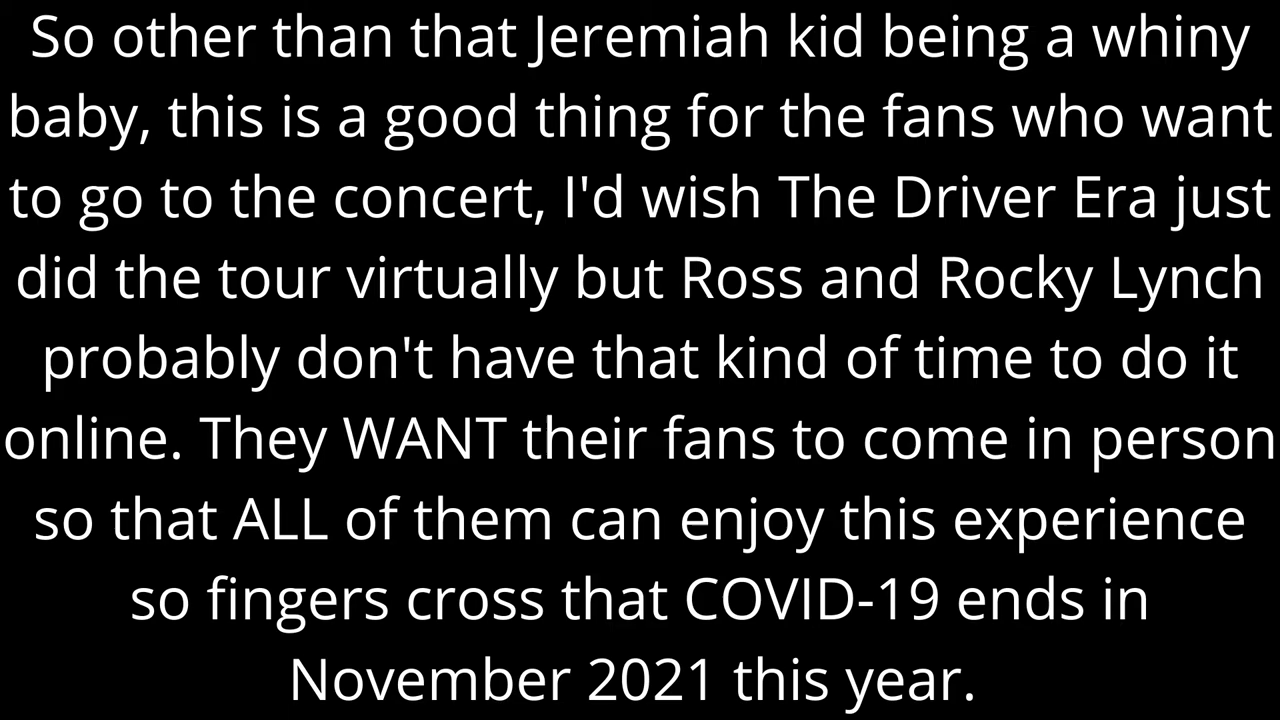 So other than that Jeremiah kid being a whiny
baby, this is a good thing for the fans who want
to go to the concert, I'd wish The Driver Era just
did the tour virtually but Ross and Rocky Lynch
probably don't have that kind of time to do it
online. They WANT their fans to come in person
so that ALL of them can enjoy this experience
so fingers cross that COVID-19 ends in
November 2021 this year.